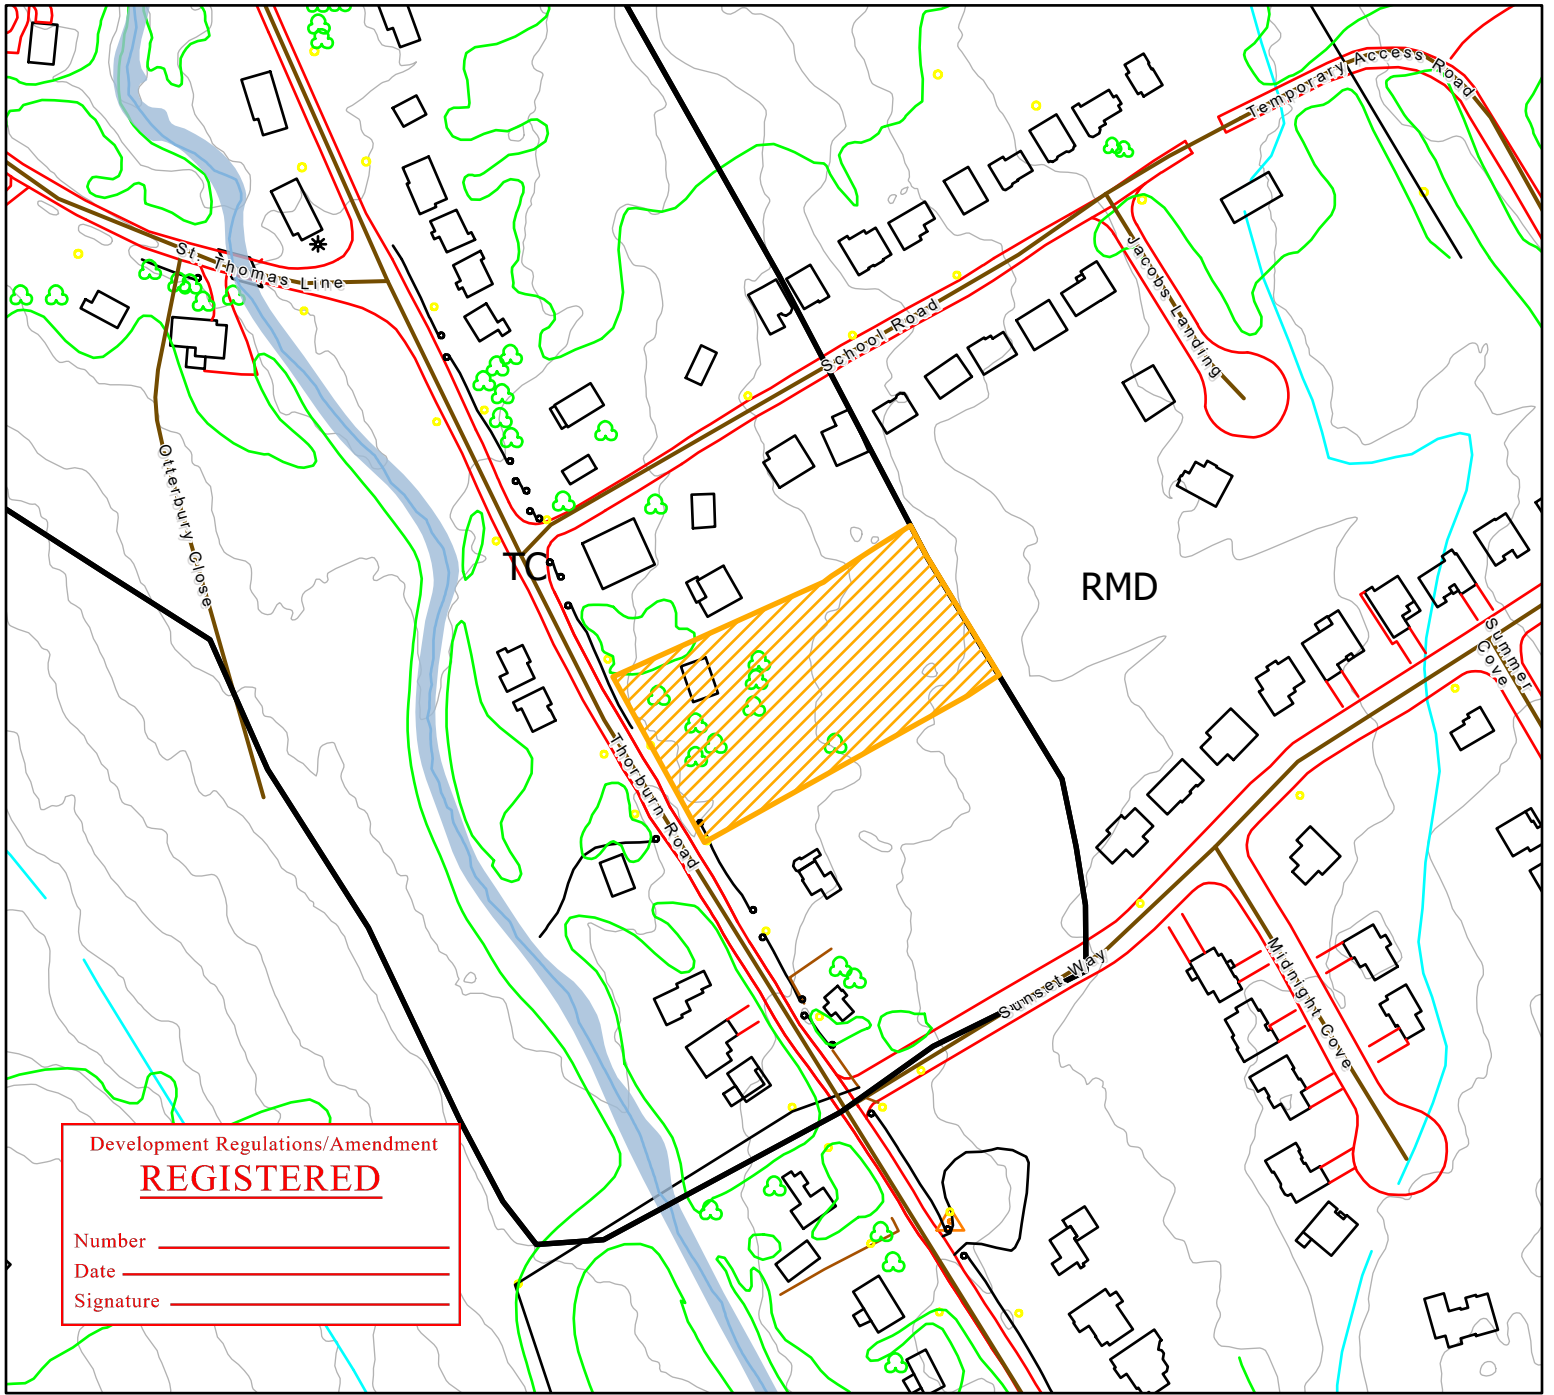 Temporary Access Road
St. Thomas Line
Jacobs Landing
School Road
Otterbury Close
TC
RMD
Summer
Cove
Thorburn Road
Sunset Way
Midnight Cove
Development Regulations/Amendment
REGISTERED
Number
Date
Signature